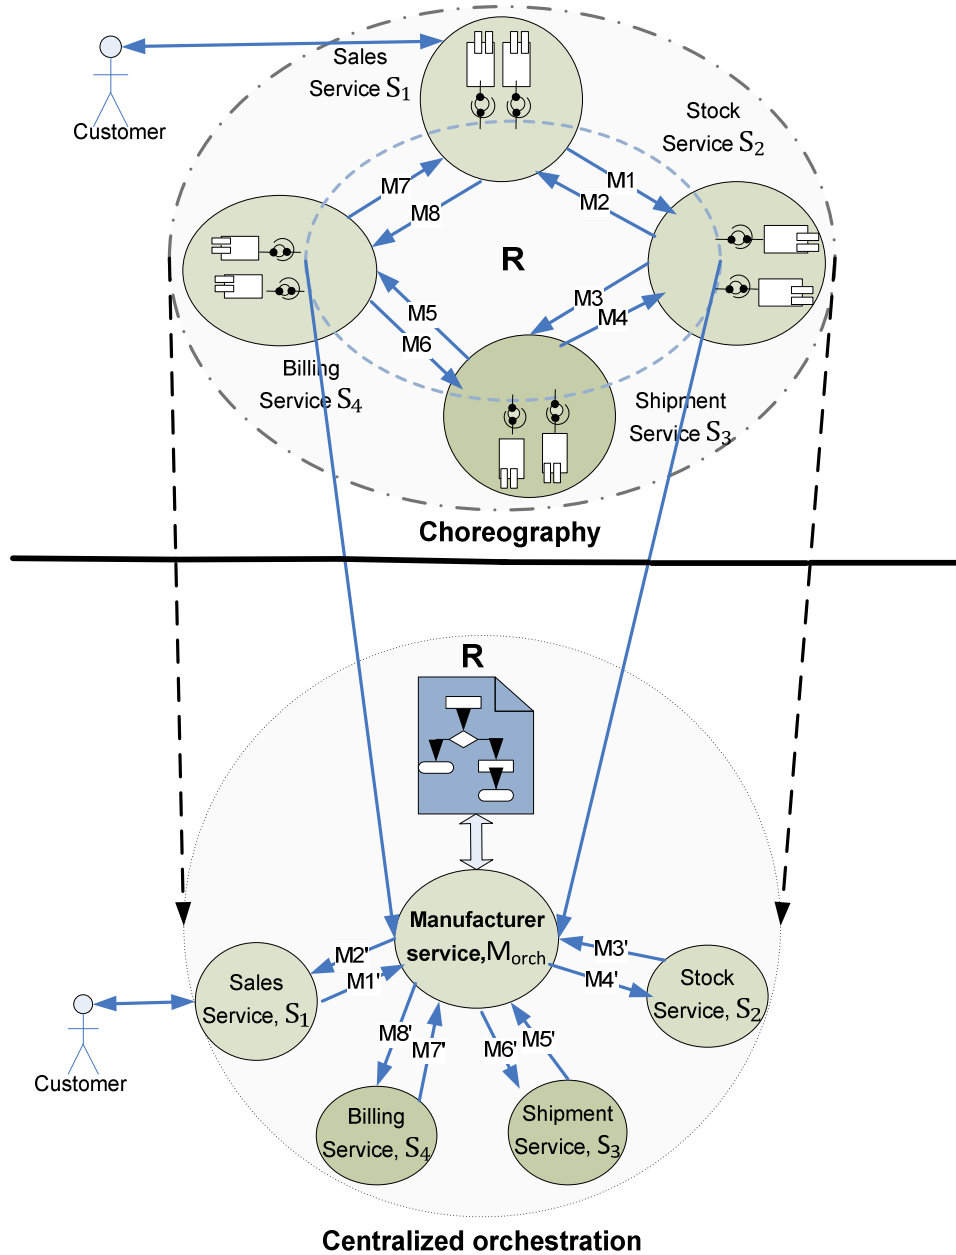 Sales
Service S1
Customer
Stock
Service S2
M7
M8
M1
M2
R
M3
M4
M5
M6
Billing
Service S4
Shipment
Service S3
Choreography
R
Manufacturer
service, Morch
M2'
M1'
M3'
M4'
Sales
Service, S1
Stock
Service, S2
M8'
M7'
M6'
M5'
Customer
Billing
Service, S4
Shipment
Service, S3
Centralized orchestration